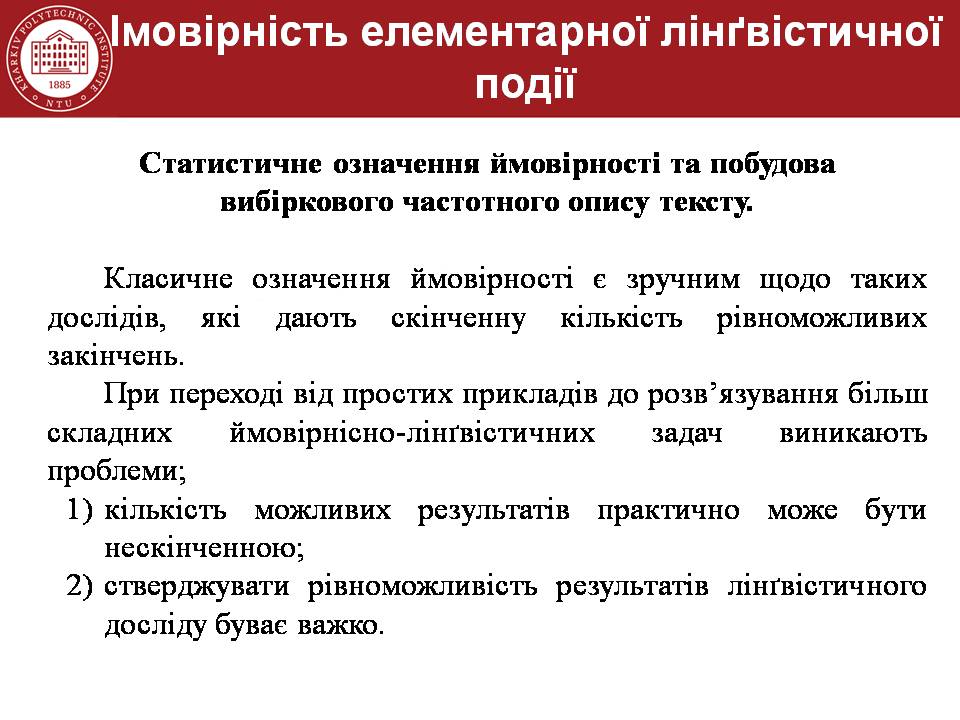 Імовірність елементарної лінґвістичної
події
KHARKIV POLYTECHNIC INSTITUTE
1885
NTU
Статистичне означення ймовірності та побудова
вибіркового частотного опису тексту.
Класичне означення ймовірності є зручним щодо таких
дослідів, які дають скінченну кількість рівноможливих
закінчень.
При переході від простих прикладів до розв’язування більш
складних ймовірнісно-лінґвістичних задач виникають
проблеми;
1) кількість можливих результатів практично може бути
нескінченною;
2) стверджувати рівноможливість результатів лінґвістичного
досліду буває важко.